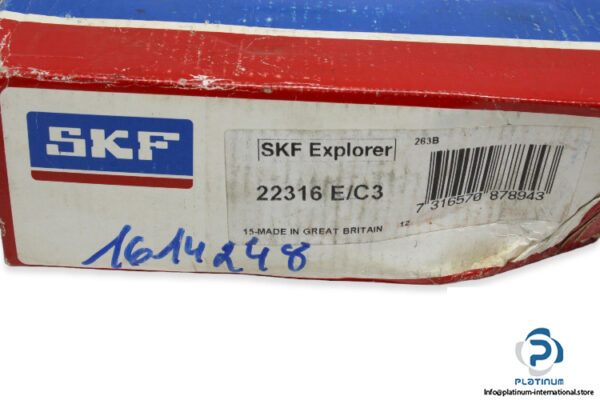 SKF
SKF Explorer
22316 E/C3
15-MADE IN GREAT BRITAIN
263B
7 316570 878943
12
1614248
PLATINUM
Info@platinum-international.store